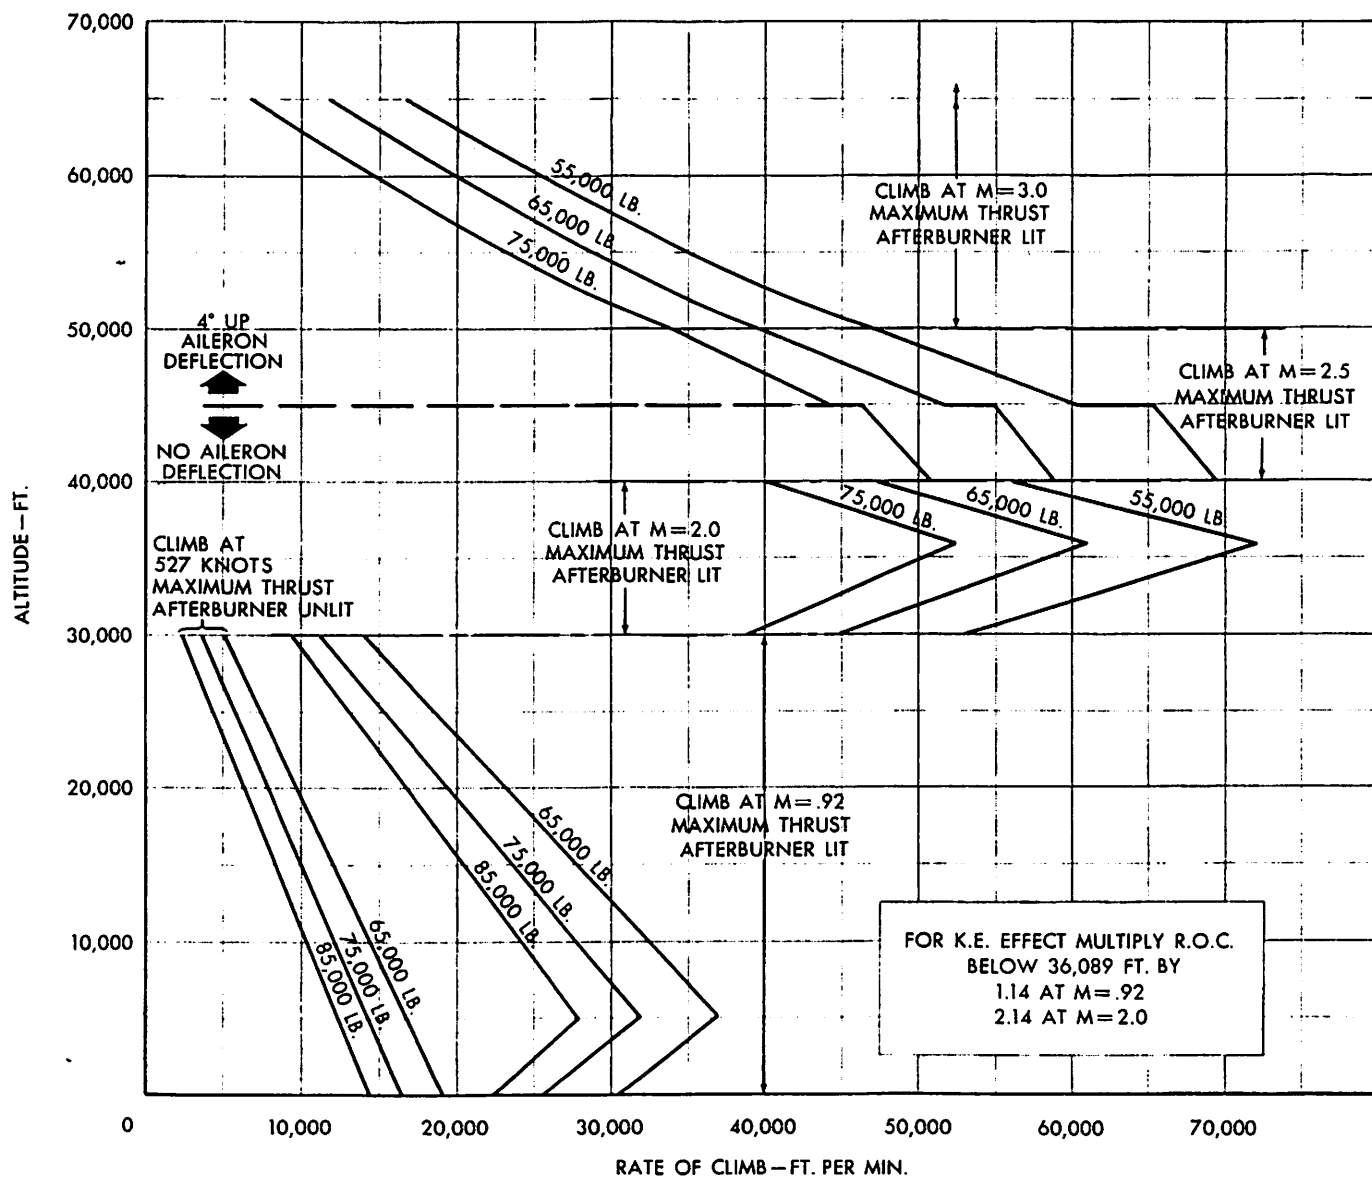 70,000
60,000
50,000
40,000
30,000
20,000
10,000
0
ALTITUDE—FT.
10,000
20,000
30,000
40,000
50,000
60,000
70,000
RATE OF CLIMB—FT. PER MIN.
55,000 LB.
65,000 LB.
75,000 LB.
CLIMB AT M=3.0
MAXIMUM THRUST
AFTERBURNER LIT
4° UP
AILERON
DEFLECTION
NO AILERON
DEFLECTION
CLIMB AT M=2.5
MAXIMUM THRUST
AFTERBURNER LIT
75,000 LB.
65,000 LB.
55,000 LB
CLIMB AT M=2.0
MAXIMUM THRUST
AFTERBURNER LIT
CLIMB AT
527 KNOTS
MAXIMUM THRUST
AFTERBURNER UNLIT
CLIMB AT M=.92
MAXIMUM THRUST
AFTERBURNER LIT
65,000 LB.
75,000 LB.
85,000 LB.
65,000 LB.
75,000 LB.
85,000 LB.
FOR K.E. EFFECT MULTIPLY R.O.C.
BELOW 36,089 FT. BY
1.14 AT M=.92
2.14 AT M=2.0